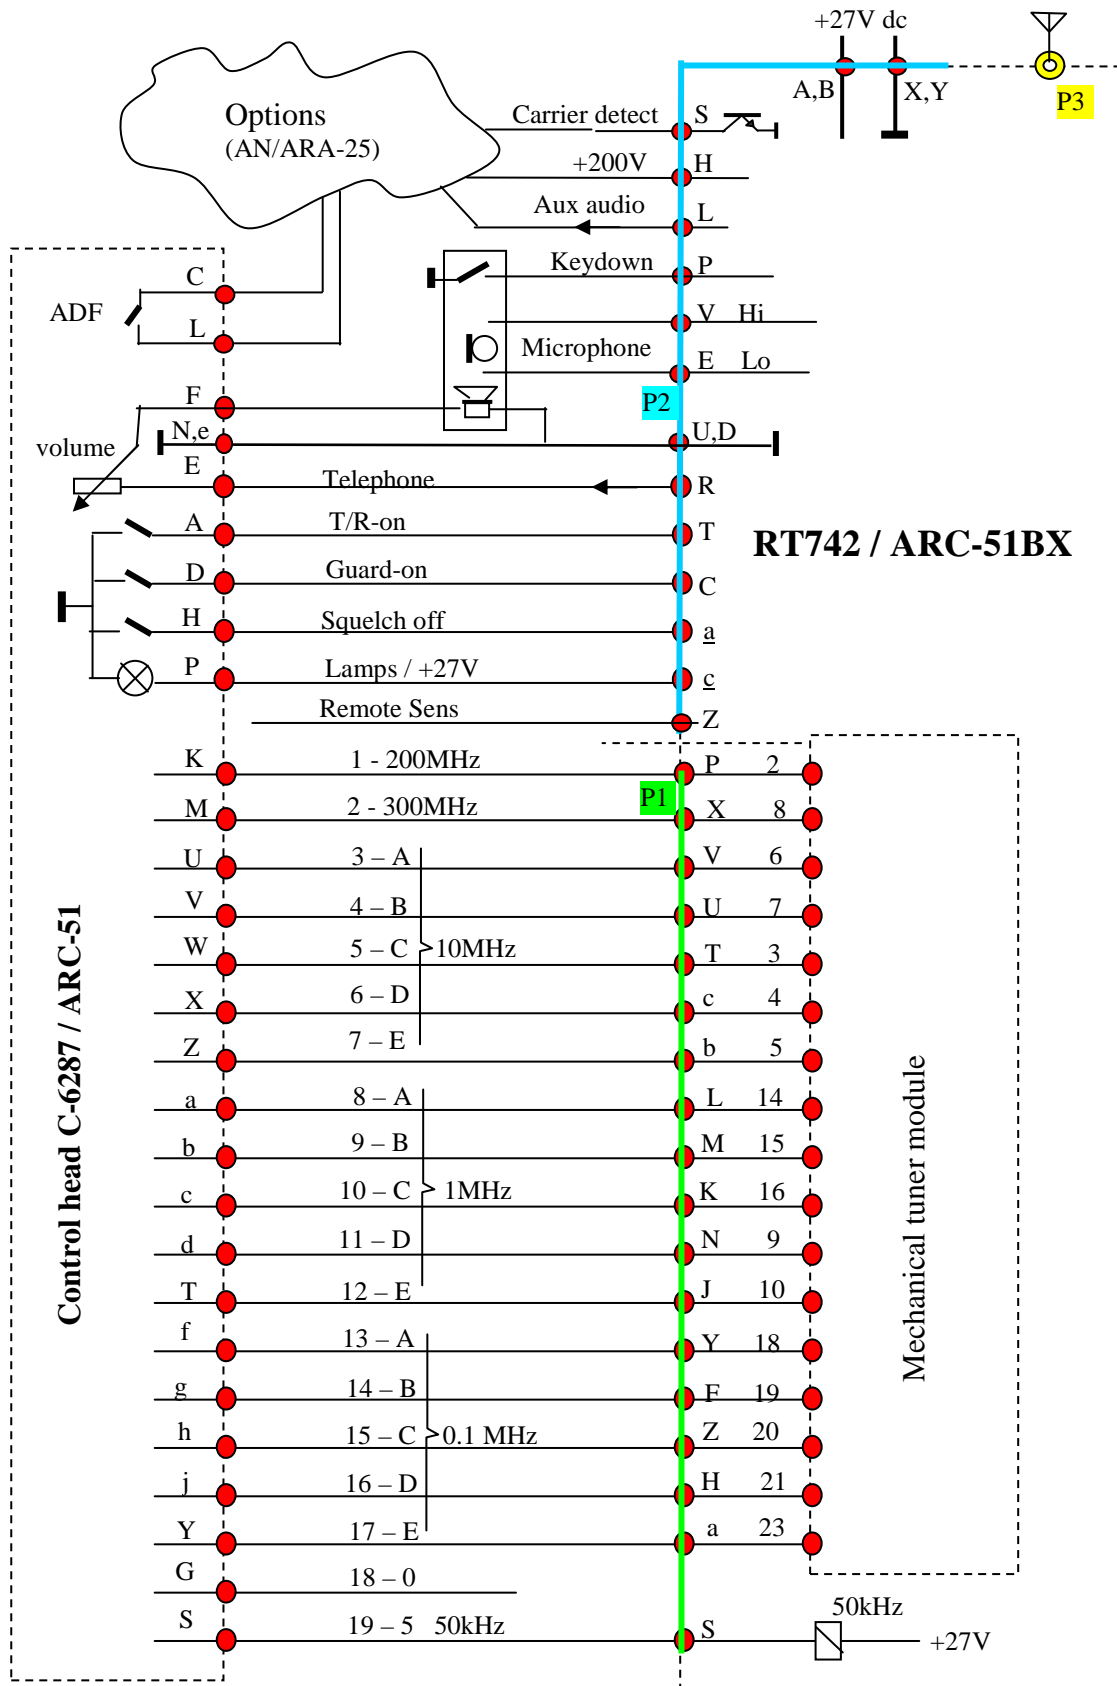 +27V dc
A,B
X,Y
P3
Options
(AN/ARA-25)
Carrier detect S
+200V H
Aux audio L
Keydown P
V Hi
Microphone
E Lo
P2
C
ADF
L
F
N,e U,D
volume
E Telephone R
A T/R-on T
RT742 / ARC-51BX
D Guard-on C
H Squelch off a
P Lamps / +27V c
Remote Sens Z
K 1 - 200MHz P 2
P1
M 2 - 300MHz X 8
U 3 – A V 6
V 4 – B U 7
W 5 – C 10MHz T 3
X 6 – D c 4
Z 7 – E b 5
a 8 – A L 14
b 9 – B M 15
c 10 – C 1MHz K 16
d 11 – D N 9
T 12 – E J 10
f 13 – A Y 18
g 14 – B F 19
h 15 – C 0.1 MHz Z 20
j 16 – D H 21
Y 17 – E a 23
G 18 – 0
S 19 – 5 50kHz S
50kHz
+27V
Control head C-6287 / ARC-51
Mechanical tuner module